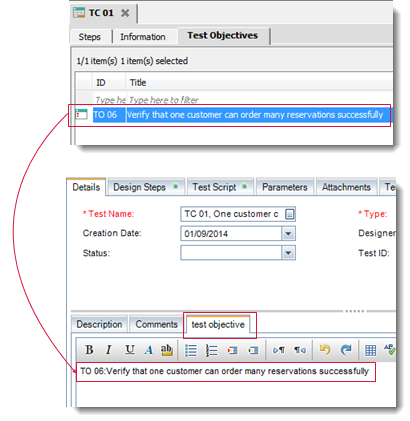 TC 01
Steps Information Test Objectives
1/1 item(s) 1 item(s) selected
ID Title
Type he Type here to filter
TO 06 Verify that one customer can order many reservations successfully
Details Design Steps Test Script Parameters Attachments Te
* Test Name: TC 01, One customer c * Type:
Creation Date: 01/09/2014 Designer
Status: Test ID:
Description Comments test objective
B I U A ab
TO 06:Verify that one customer can order many reservations successfully